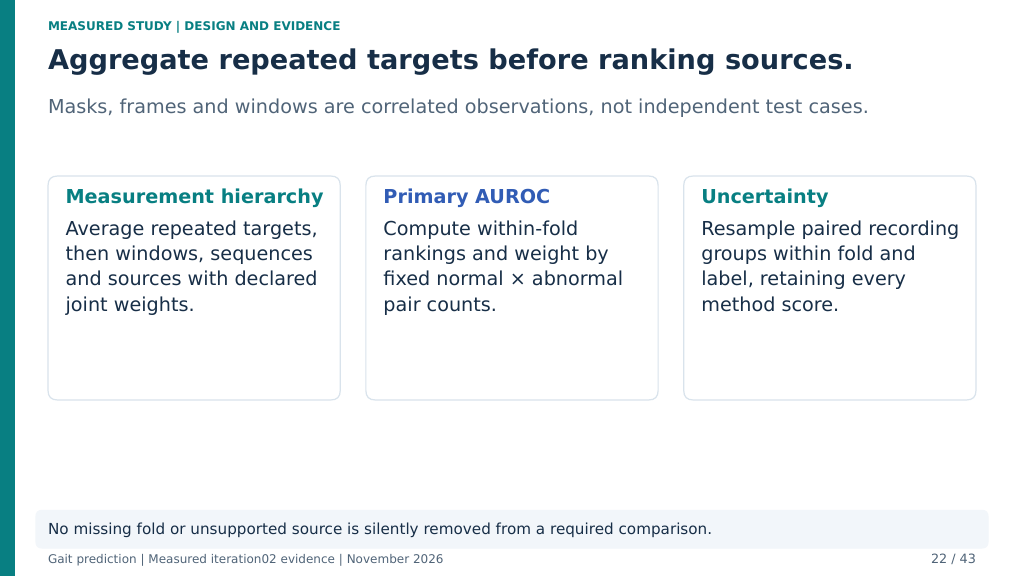 MEASURED STUDY | DESIGN AND EVIDENCE
Aggregate repeated targets before ranking sources.
Masks, frames and windows are correlated observations, not independent test cases.
Measurement hierarchy
Average repeated targets,
then windows, sequences
and sources with declared
joint weights.
Primary AUROC
Compute within-fold
rankings and weight by
fixed normal × abnormal
pair counts.
Uncertainty
Resample paired recording
groups within fold and
label, retaining every
method score.
No missing fold or unsupported source is silently removed from a required comparison.
Gait prediction | Measured iteration02 evidence | November 2026
22 / 43